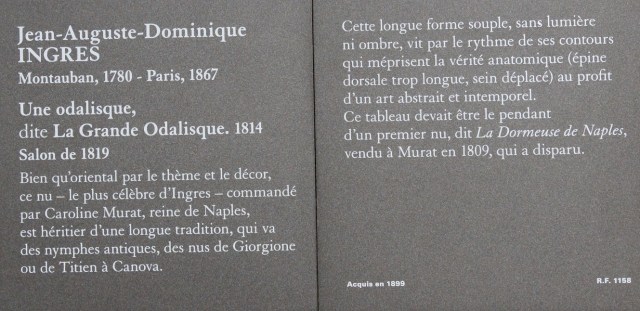 Jean-Auguste-Dominique
INGRES
Montauban, 1780 - Paris, 1867
Une odalisque,
dite La Grande Odalisque. 1814
Salon de 1819
Bien qu'oriental par le thème et le décor,
ce nu – le plus célèbre d'Ingres – commandé
par Caroline Murat, reine de Naples,
est héritier d'une longue tradition, qui va
des nymphes antiques, des nus de Giorgione
ou de Titien à Canova.
Cette longue forme souple, sans lumière
ni ombre, vit par le rythme de ses contours
qui méprisent la vérité anatomique (épine
dorsale trop longue, sein déplacé) au profit
d'un art abstrait et intemporel.
Ce tableau devait être le pendant
d'un premier nu, dit La Dormeuse de Naples,
vendu à Murat en 1809, qui a disparu.
Acquis en 1899
R.F. 1158